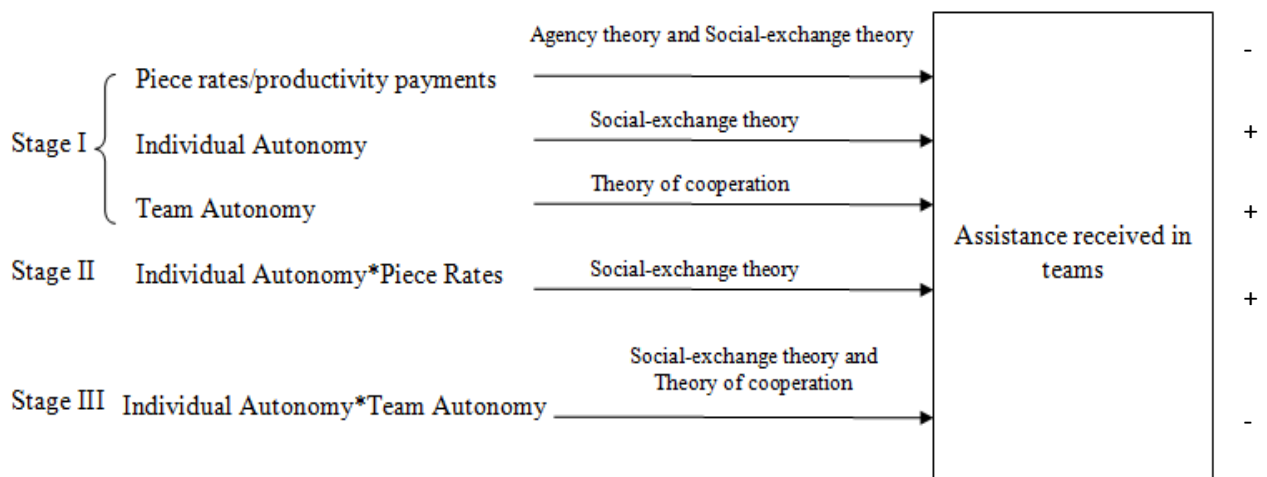 Agency theory and Social-exchange theory
-
Piece rates/productivity payments
Social-exchange theory
+
Stage I
Individual Autonomy
Theory of cooperation
+
Team Autonomy
Assistance received in
teams
Stage II
Individual Autonomy*Piece Rates
Social-exchange theory
+
Social-exchange theory and
Theory of cooperation
Stage III
Individual Autonomy*Team Autonomy
-